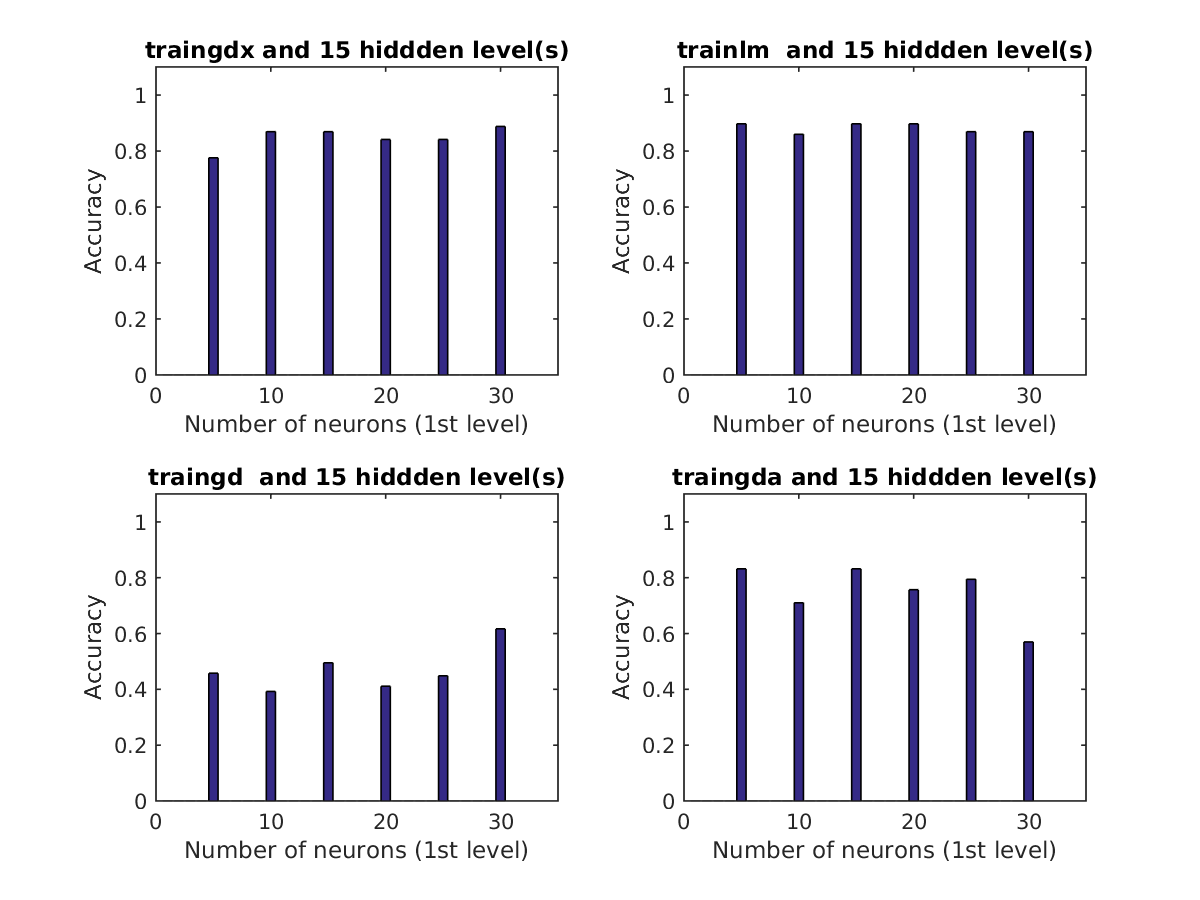 traingdx and 15 hiddden level(s)
1
0.8
0.6
0.4
0.2
0
0 10 20 30
Accuracy
Number of neurons (1st level)
trainlm  and 15 hiddden level(s)
1
0.8
0.6
0.4
0.2
0
0 10 20 30
Accuracy
Number of neurons (1st level)
traingd  and 15 hiddden level(s)
1
0.8
0.6
0.4
0.2
0
0 10 20 30
Accuracy
Number of neurons (1st level)
traingda and 15 hiddden level(s)
1
0.8
0.6
0.4
0.2
0
0 10 20 30
Accuracy
Number of neurons (1st level)